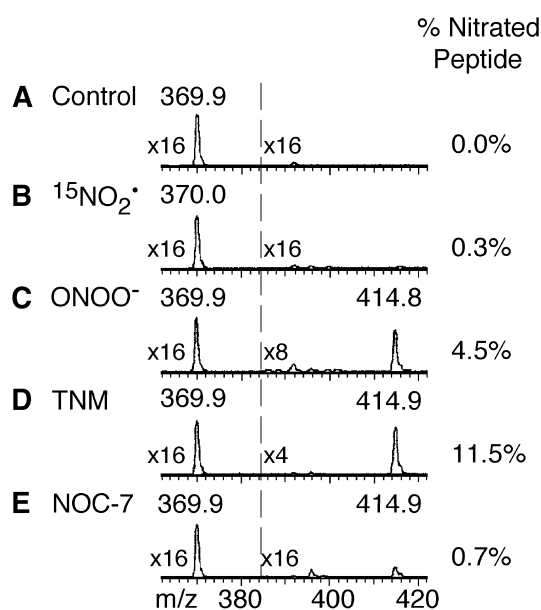 % Nitrated
Peptide
A Control 369.9
x16 x16 0.0%
B ¹⁵NO₂• 370.0
x16 x16 0.3%
C ONOO⁻ 369.9 414.8
x16 x8 4.5%
D TNM 369.9 414.9
x16 x4 11.5%
E NOC-7 369.9 414.9
x16 x16 0.7%
m/z 380 400 420